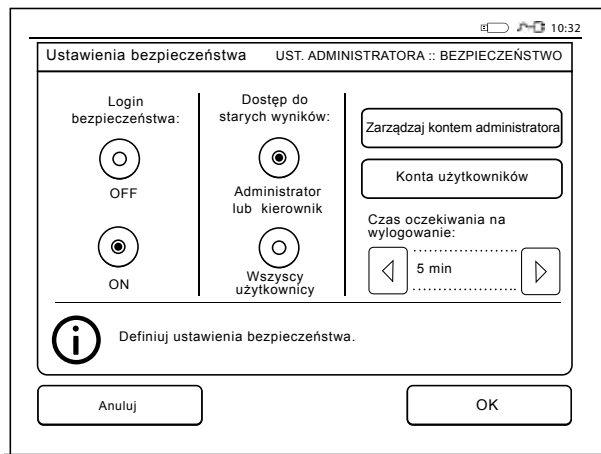 10:32
Ustawienia bezpieczeństwa UST. ADMINISTRATORA :: BEZPIECZEŃSTWO
Login
bezpieczeństwa:
OFF
ON
Dostęp do
starych wyników:
Administrator
lub kierownik
Wszyscy
użytkownicy
Zarządzaj kontem administratora
Konta użytkowników
Czas oczekiwania na
wylogowanie:
5 min
Definiuj ustawienia bezpieczeństwa.
Anuluj
OK